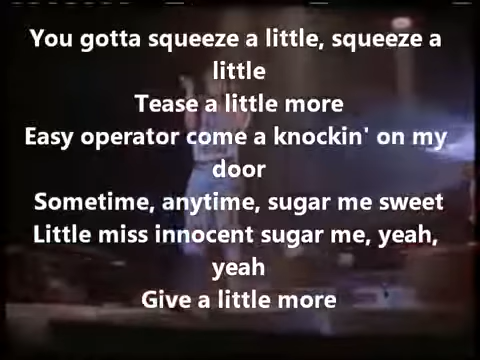 You gotta squeeze a little, squeeze a
little
Tease a little more
Easy operator come a knockin' on my
door
Sometime, anytime, sugar me sweet
Little miss innocent sugar me, yeah,
yeah
Give a little more